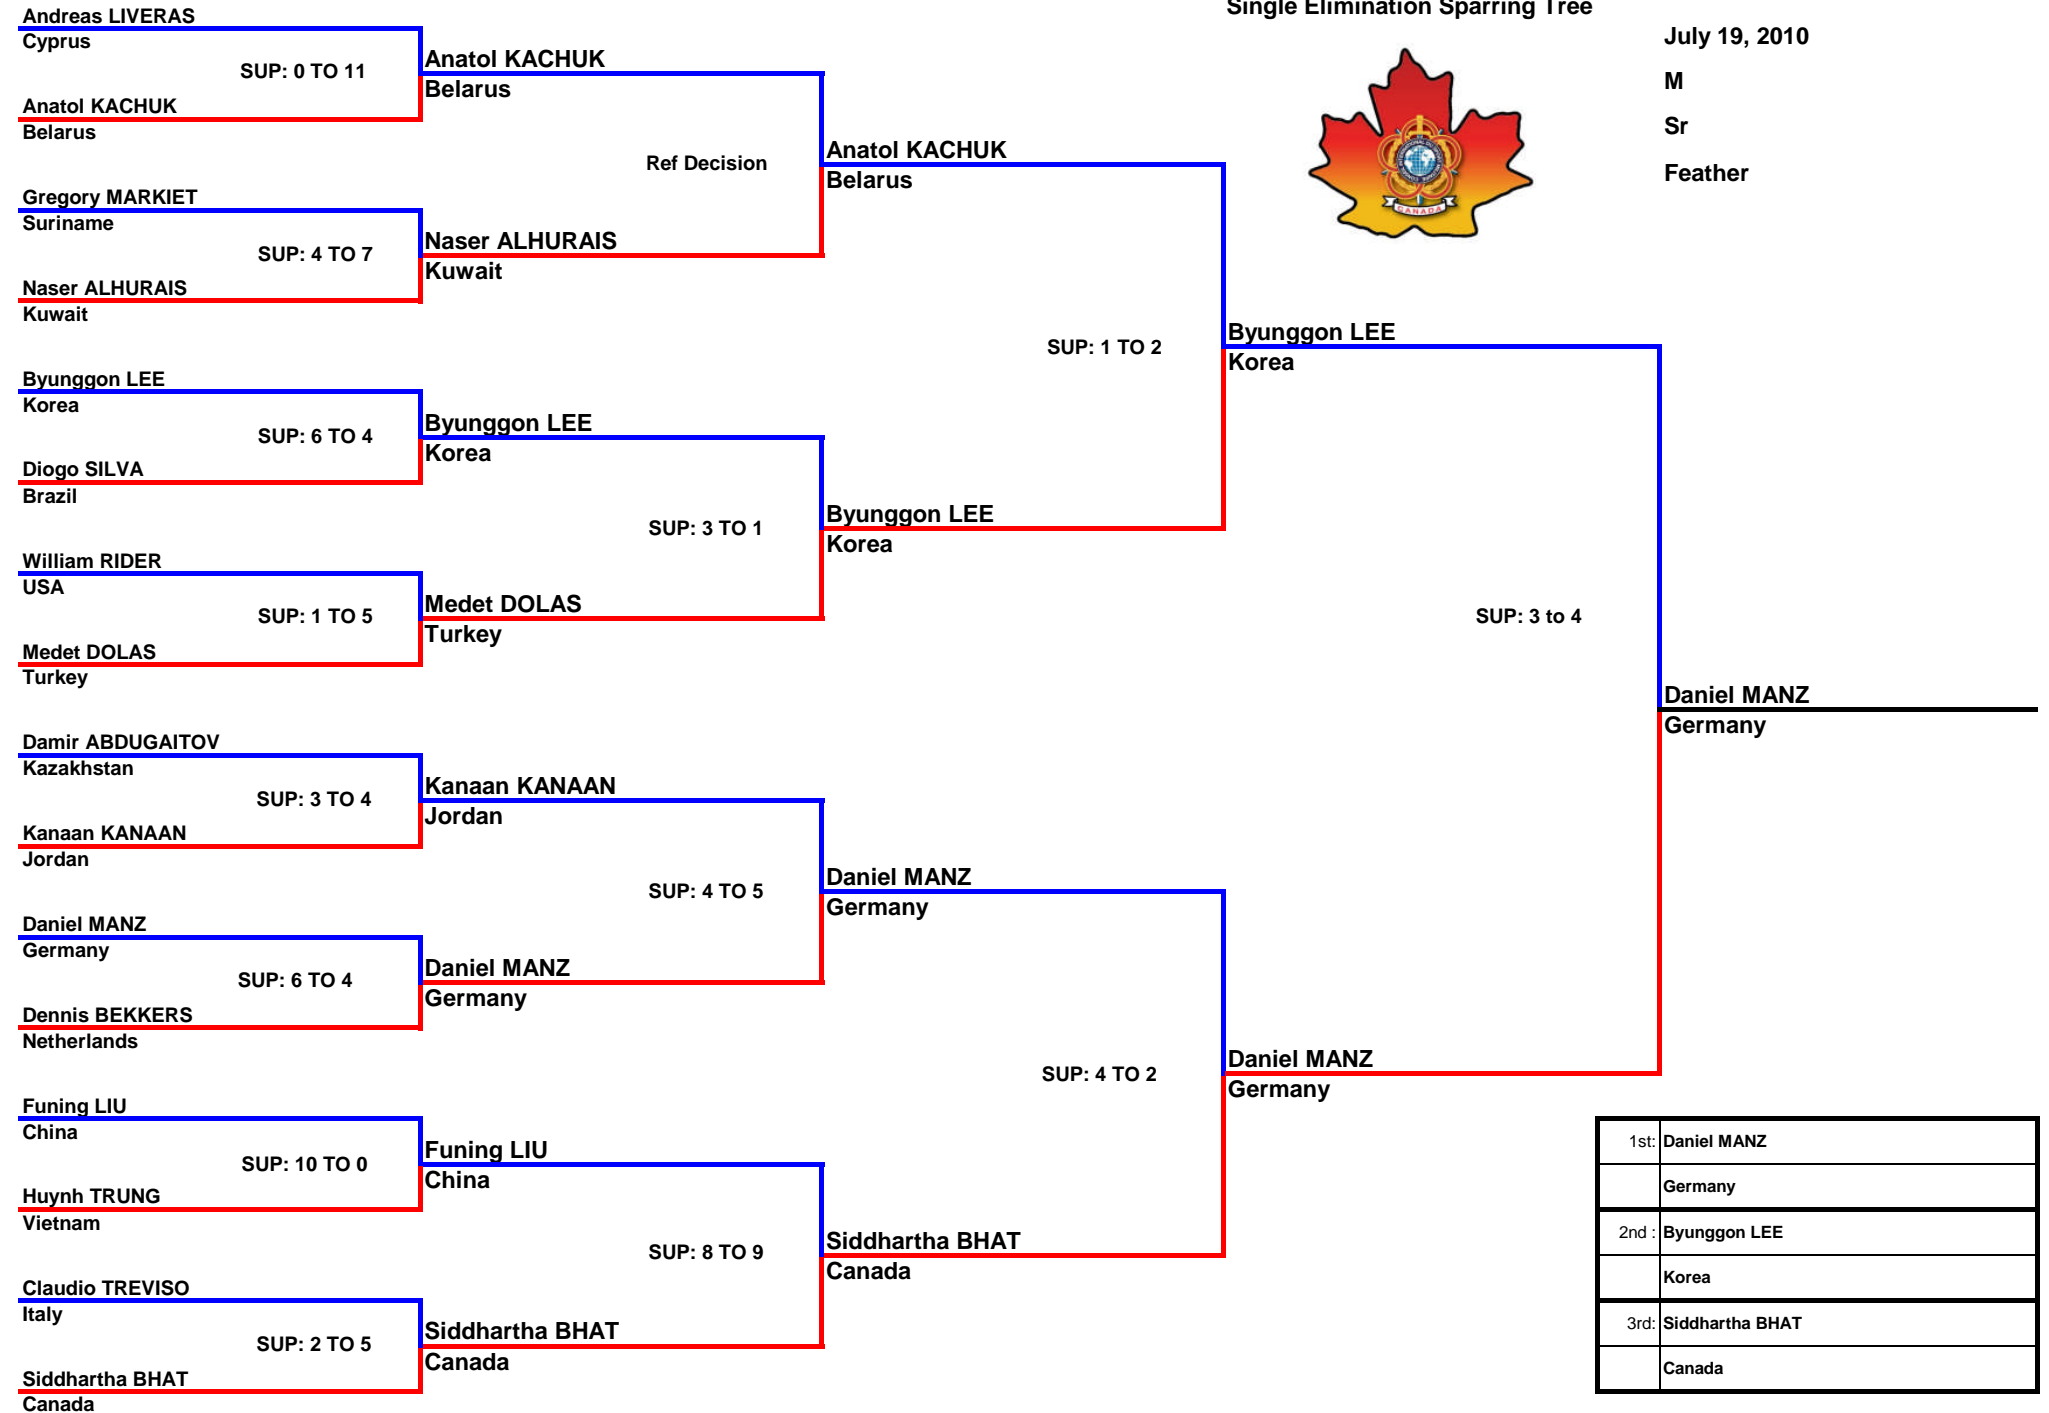 Single Elimination Sparring Tree
July 19, 2010
M
Sr
Feather
CANADA
Andreas LIVERAS
Cyprus
SUP: 0 TO 11
Anatol KACHUK
Belarus
Gregory MARKIET
Suriname
SUP: 4 TO 7
Naser ALHURAIS
Kuwait
Byunggon LEE
Korea
SUP: 6 TO 4
Diogo SILVA
Brazil
William RIDER
USA
SUP: 1 TO 5
Medet DOLAS
Turkey
Damir ABDUGAITOV
Kazakhstan
SUP: 3 TO 4
Kanaan KANAAN
Jordan
Daniel MANZ
Germany
SUP: 6 TO 4
Dennis BEKKERS
Netherlands
Funing LIU
China
SUP: 10 TO 0
Huynh TRUNG
Vietnam
Claudio TREVISO
Italy
SUP: 2 TO 5
Siddhartha BHAT
Canada
Anatol KACHUK
Belarus
Ref Decision
Naser ALHURAIS
Kuwait
Byunggon LEE
Korea
SUP: 3 TO 1
Medet DOLAS
Turkey
Kanaan KANAAN
Jordan
SUP: 4 TO 5
Daniel MANZ
Germany
Funing LIU
China
SUP: 8 TO 9
Siddhartha BHAT
Canada
Anatol KACHUK
Belarus
SUP: 1 TO 2
Byunggon LEE
Korea
Daniel MANZ
Germany
SUP: 4 TO 2
Siddhartha BHAT
Canada
Byunggon LEE
Korea
SUP: 3 to 4
Daniel MANZ
Germany
Daniel MANZ
Germany
1st: Daniel MANZ
Germany
2nd : Byunggon LEE
Korea
3rd: Siddhartha BHAT
Canada